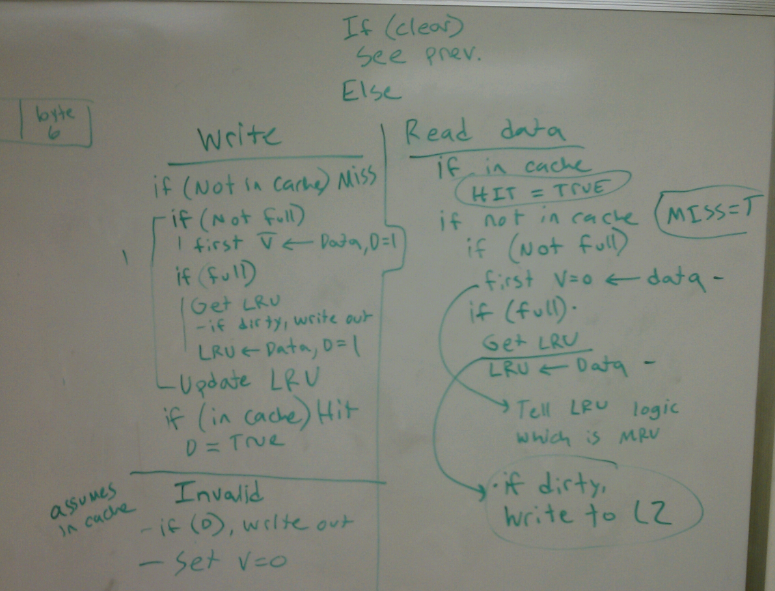 If (clear)
See prev.
Else
byte
6
Write
if (Not in Cache) Miss
if (Not full)
first V̅ ← Data, D=1
if (full)
Get LRU
- if dirty, write out
LRU ← Data, D=1
Update LRU
if (in cache) Hit
D = True
Invalid
assumes
in cache
- if (D), write out
- Set V=0
Read data
if in cache
HIT = TRUE
if not in cache
MISS=T
if (Not full)
first V=0 ← data -
if (full).
Get LRU
LRU ← Data -
Tell LRU logic
which is MRU
· if dirty,
Write to L2